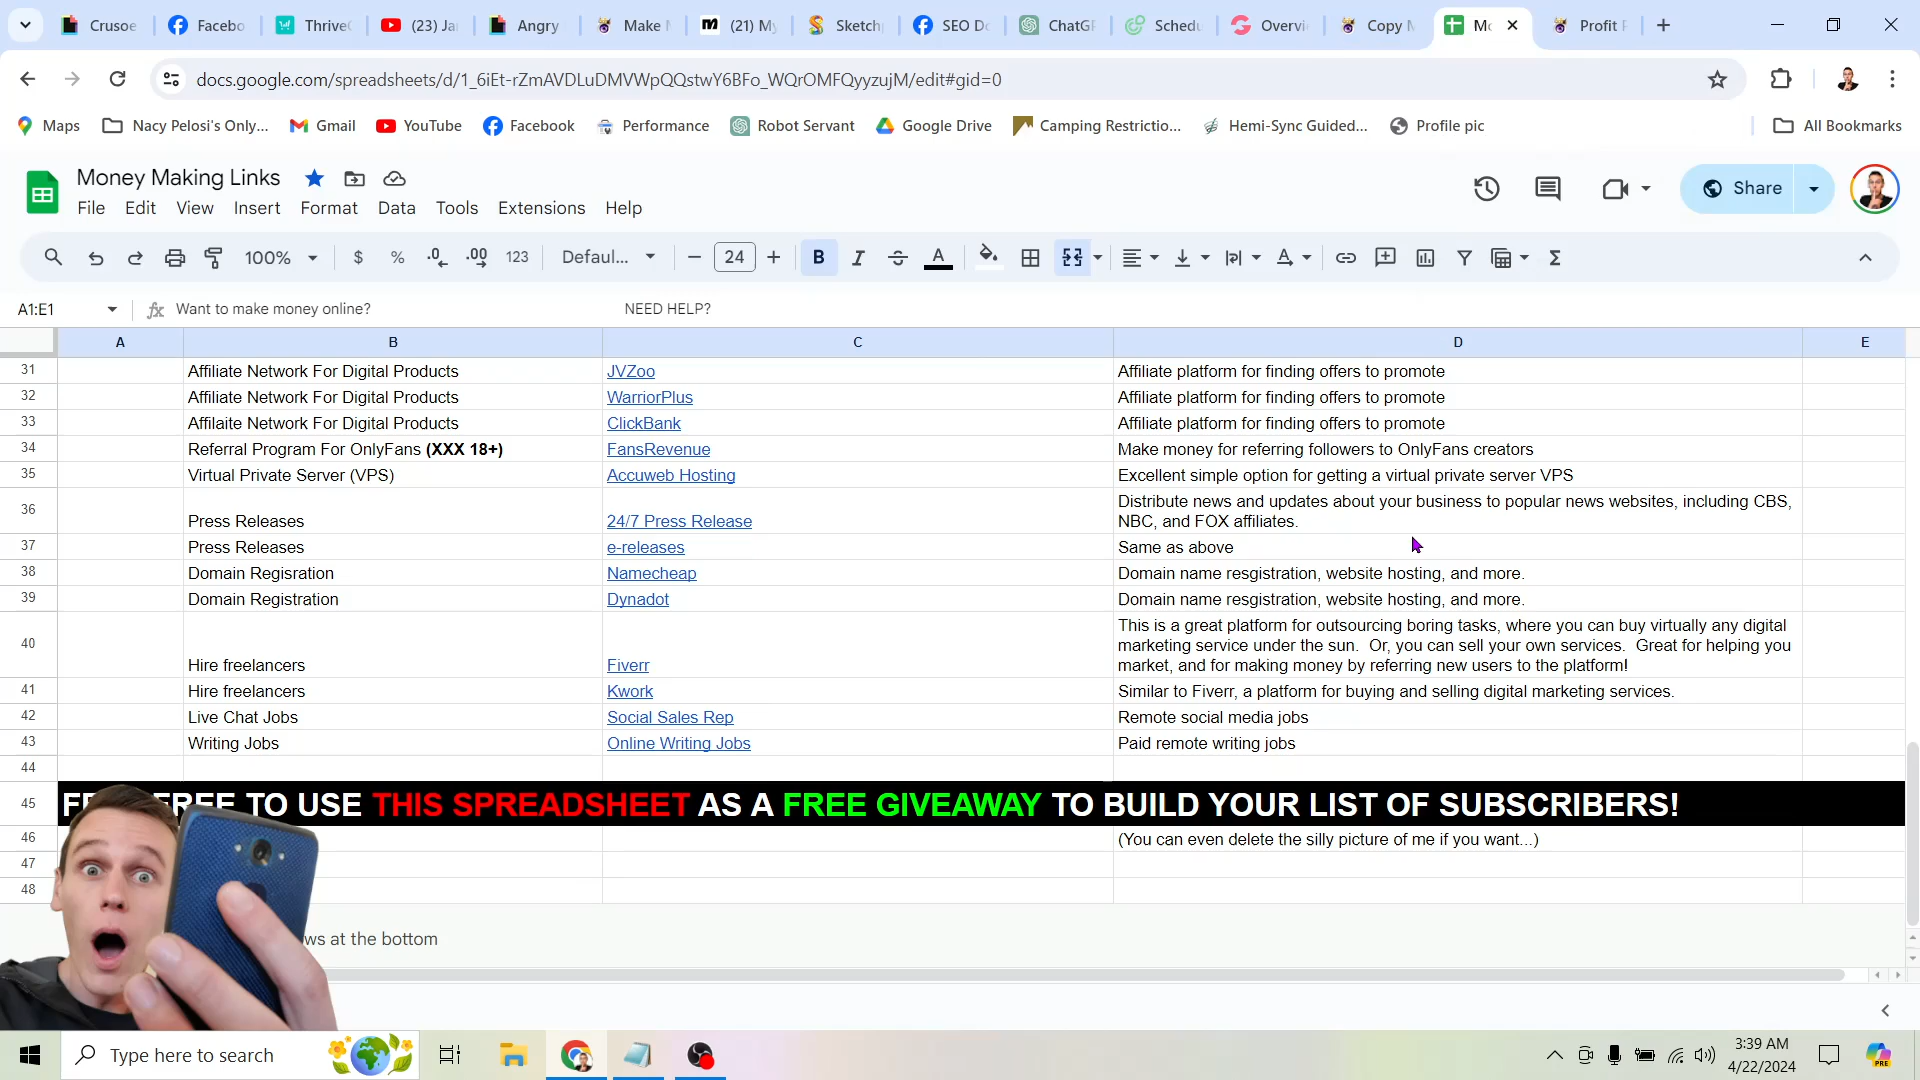 Crusoe
Facebo
Thrive
(23) Ja
Angry
Make M
(21) My
Sketch
SEO Do
ChatGP
Schedu
Overvi
Copy M
Mo
Profit F
docs.google.com/spreadsheets/d/1_6iEt-rZmAVDLuDMVWpQQstwY6BFo_WQrOMFQyyzujM/edit#gid=0
Maps
Nacy Pelosi's Only...
Gmail
YouTube
Facebook
Performance
Robot Servant
Google Drive
Camping Restrictio...
Hemi-Sync Guided...
Profile pic
All Bookmarks
Money Making Links
File Edit View Insert Format Data Tools Extensions Help
Share
100% $ % .0 .00 123 Defaul... 24 B I A
A1:E1 fx Want to make money online? NEED HELP?
A B C D E
31 Affiliate Network For Digital Products JVZoo Affiliate platform for finding offers to promote
32 Affiliate Network For Digital Products WarriorPlus Affiliate platform for finding offers to promote
33 Affilaite Network For Digital Products ClickBank Affiliate platform for finding offers to promote
34 Referral Program For OnlyFans (XXX 18+) FansRevenue Make money for referring followers to OnlyFans creators
35 Virtual Private Server (VPS) Accuweb Hosting Excellent simple option for getting a virtual private server VPS
Distribute news and updates about your business to popular news websites, including CBS,
36 Press Releases 24/7 Press Release NBC, and FOX affiliates.
37 Press Releases e-releases Same as above
38 Domain Regisration Namecheap Domain name resgistration, website hosting, and more.
39 Domain Registration Dynadot Domain name resgistration, website hosting, and more.
This is a great platform for outsourcing boring tasks, where you can buy virtually any digital
40 marketing service under the sun. Or, you can sell your own services. Great for helping you
Hire freelancers Fiverr market, and for making money by referring new users to the platform!
41 Hire freelancers Kwork Similar to Fiverr, a platform for buying and selling digital marketing services.
42 Live Chat Jobs Social Sales Rep Remote social media jobs
43 Writing Jobs Online Writing Jobs Paid remote writing jobs
44
45 FREE TO USE THIS SPREADSHEET AS A FREE GIVEAWAY TO BUILD YOUR LIST OF SUBSCRIBERS!
46 (You can even delete the silly picture of me if you want...)
47
48
at the bottom
Type here to search
3:39 AM
4/22/2024
PRE